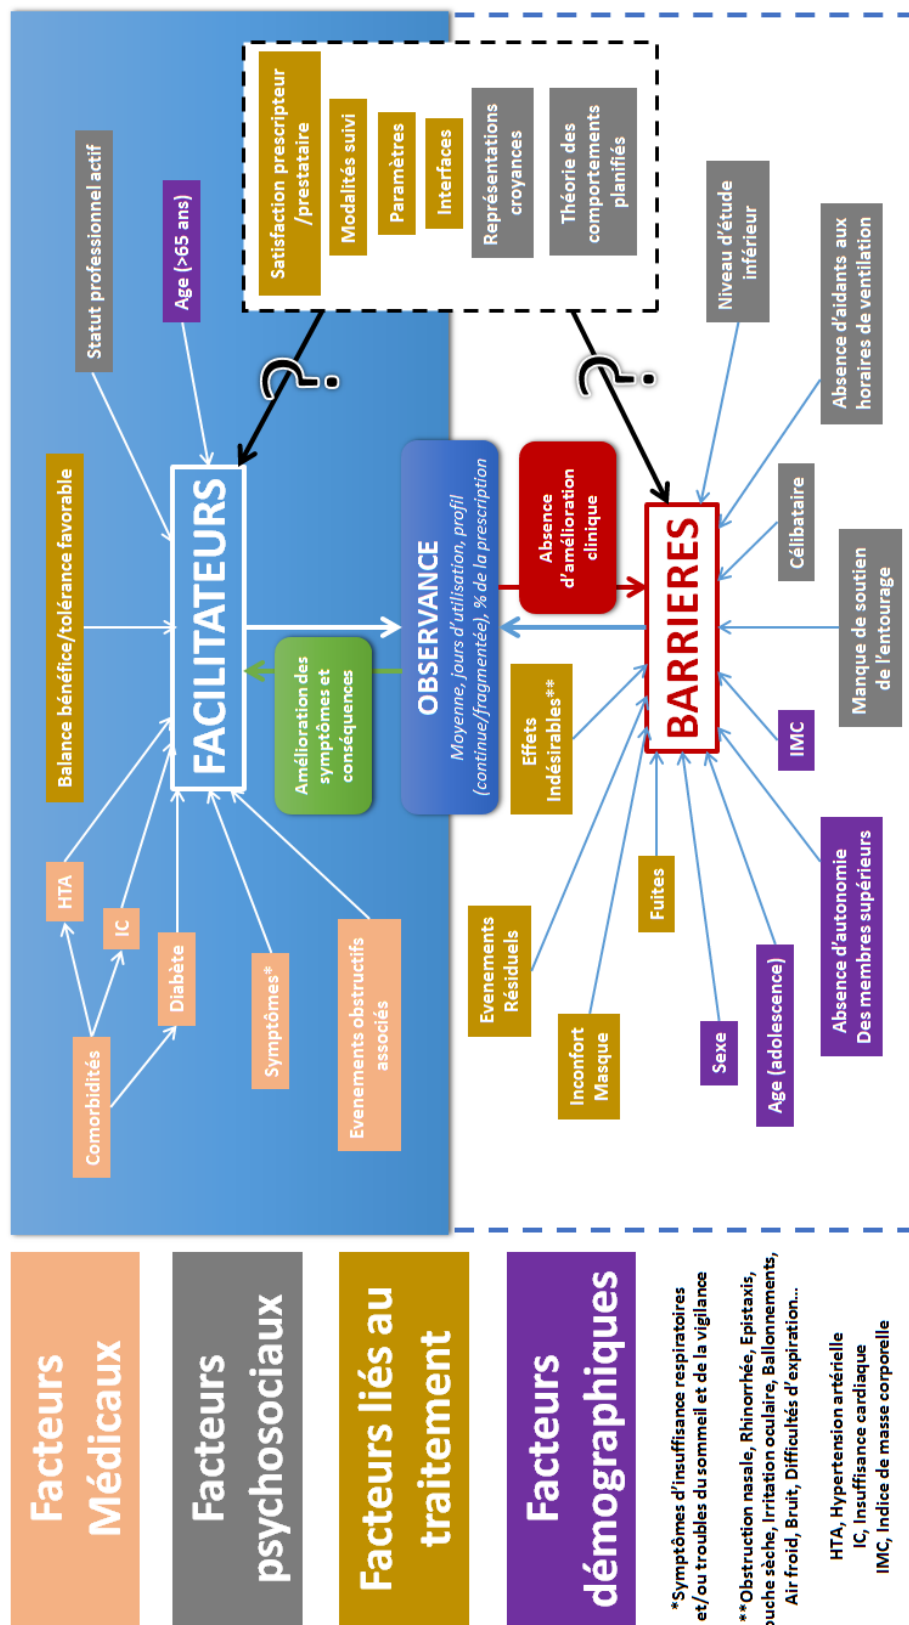 Facteurs
Médicaux
Facteurs
psychosociaux
Facteurs liés au
traitement
Facteurs
démographiques
*Symptômes d'insuffisance respiratoires
et/ou troubles du sommeil et de la vigilance
**Obstruction nasale, Rhinorrhée, Epistaxis,
ouche sèche, Irritation oculaire, Ballonnements,
Air froid, Bruit, Difficultés d'expiration...
HTA, Hypertension artérielle
IC, Insuffisance cardiaque
IMC, Indice de masse corporelle
Comorbidités
HTA
IC
Diabète
Symptômes*
Evenements obstructifs
associés
Balance bénéfice/tolérance favorable
Statut professionnel actif
Age (>65 ans)
FACILITATEURS
Amélioration des
symptômes et
conséquences
OBSERVANCE
Moyenne, jours d'utilisation, profil
(continue/fragmentée), % de la prescription
Absence
d'amélioration
clinique
?
?
Satisfaction prescripteur
/prestataire
Modalités suivi
Paramètres
Interfaces
Représentations
croyances
Théorie des
comportements
planifiés
BARRIERES
Effets
Indésirables**
Evenements
Résiduels
Inconfort
Masque
Fuites
Sexe
Age (adolescence)
Absence d'autonomie
Des membres supérieurs
IMC
Manque de soutien
de l'entourage
Célibataire
Absence d'aidants aux
horaires de ventilation
Niveau d'étude
inférieur